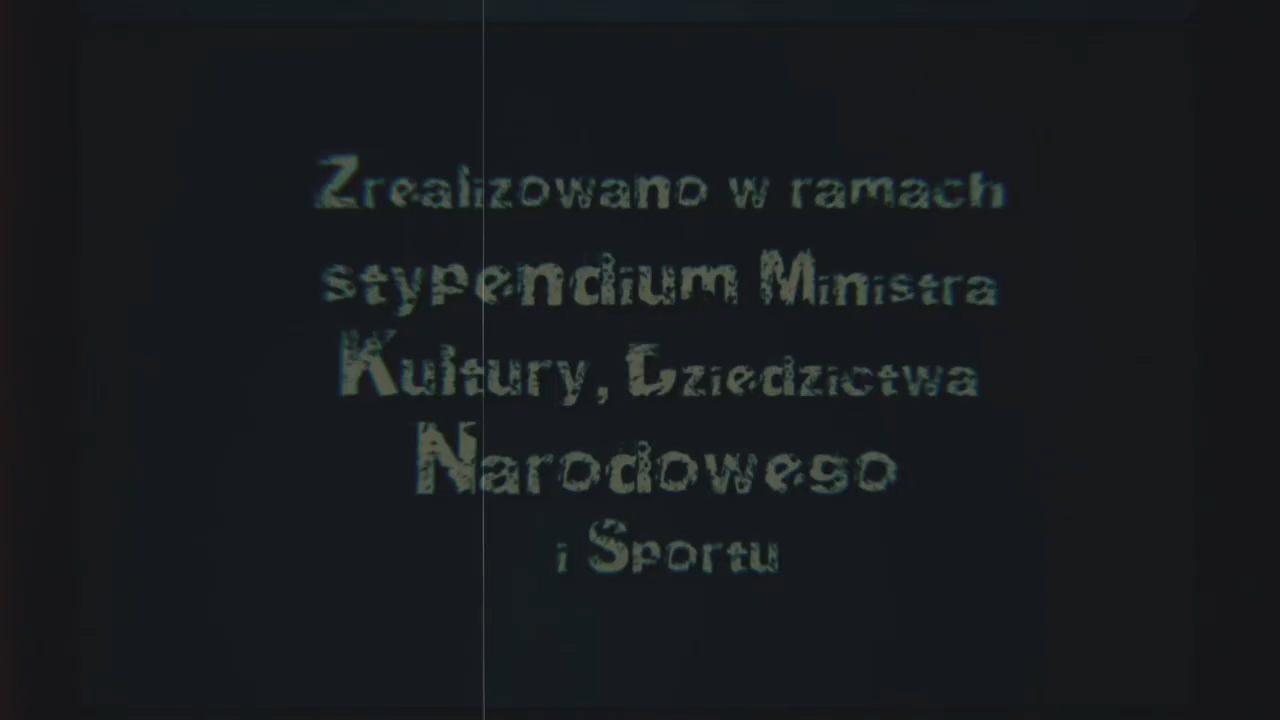 Zrealizowano w ramach
stypendium Ministra
Kultury, Dziedzictwa
Narodowego
i Sportu